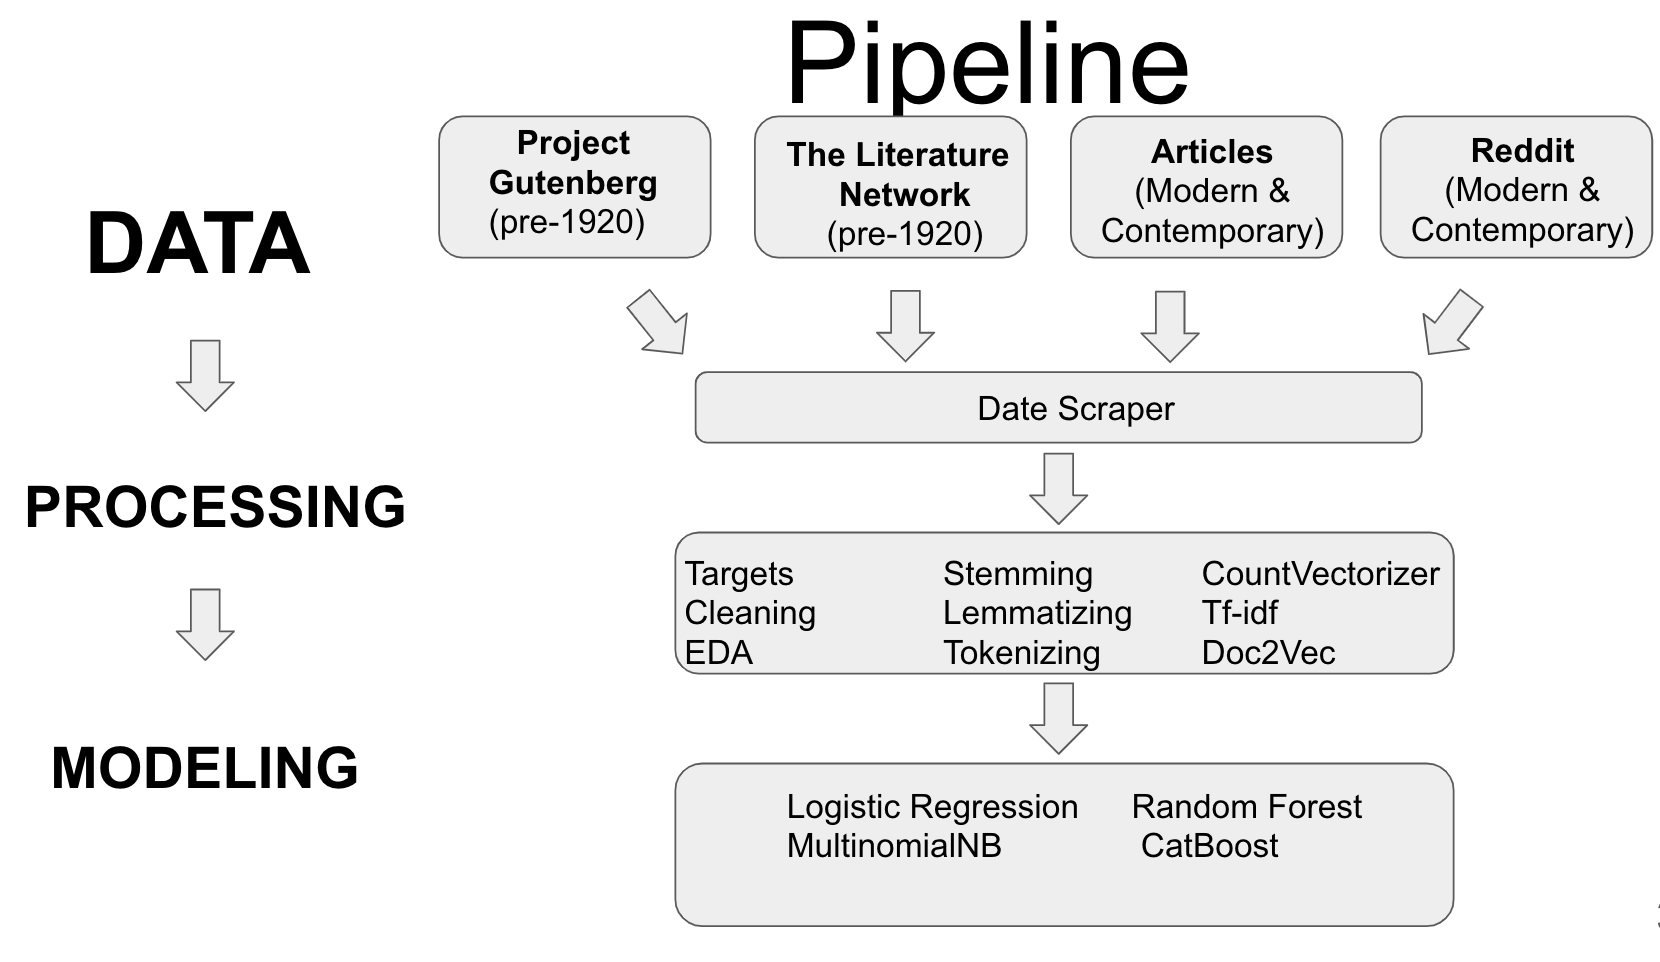 Pipeline
Project
Gutenberg
(pre-1920)
The Literature
Network
(pre-1920)
Articles
(Modern &
Contemporary)
Reddit
(Modern &
Contemporary)
DATA
Date Scraper
PROCESSING
Targets
Cleaning
EDA
Stemming
Lemmatizing
Tokenizing
CountVectorizer
Tf-idf
Doc2Vec
MODELING
Logistic Regression
MultinomialNB
Random Forest
CatBoost